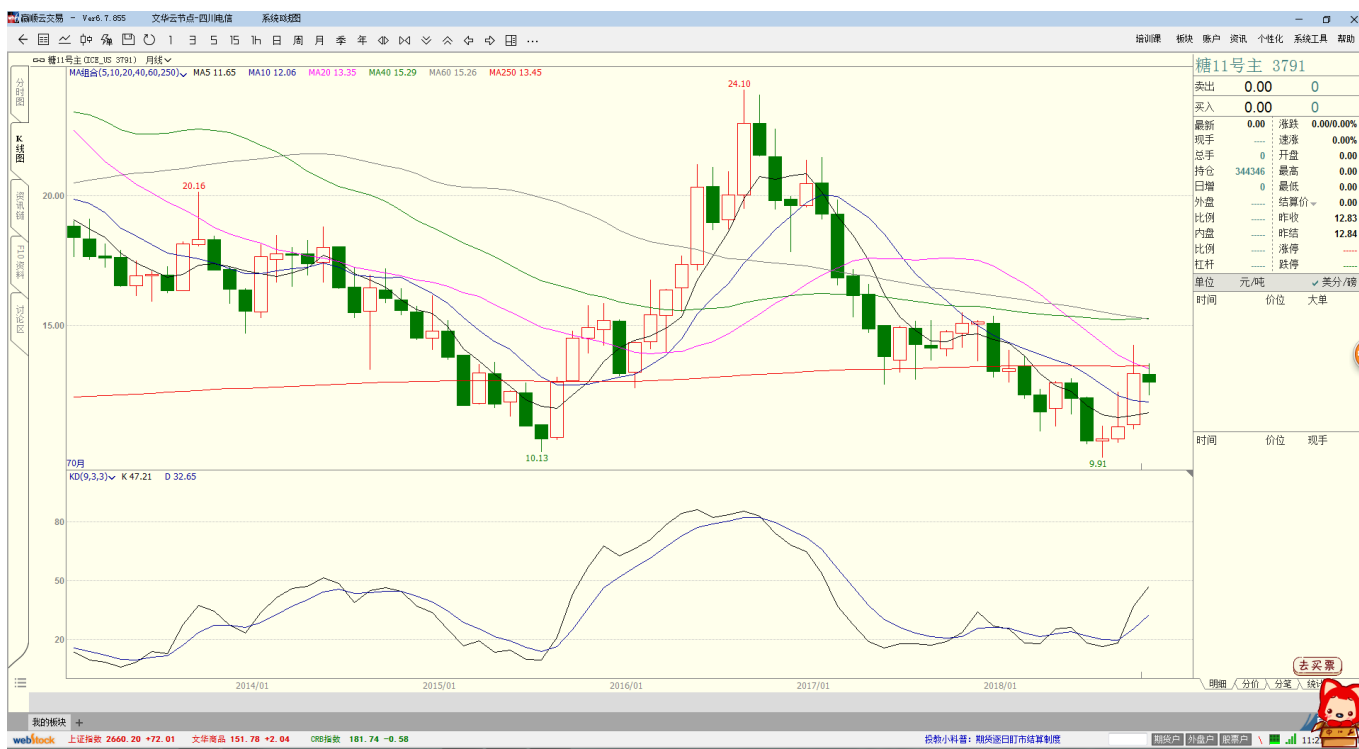 赢顺云交易 - Ver6.7.855 文华云节点-四川电信 系统K线图
1 3 5 15 1h 日 周 月 季 年 ... 培训课 板块 账户 资讯 个性化 系统工具 帮助
糖11号主 (ICE_US 3791) 月线
MA组合(5,10,20,40,60,250) MA5 11.65 MA10 12.06 MA20 13.35 MA40 15.29 MA60 15.26 MA250 13.45
分时图
K线图
资讯链
F10资料
讨论区
24.10
20.16
20.00
15.00
10.13
9.91
70月
KD(9,3,3) K 47.21 D 32.65
80
50
20
2014/01 2015/01 2016/01 2017/01 2018/01
糖11号主 3791
卖出 0.00 0
买入 0.00 0
最新 0.00 涨跌 0.00/0.00%
现手 ---- 速涨 0.00%
总手 0 开盘 0.00
持仓 344346 最高 0.00
日增 0 最低 0.00
外盘 ---- 结算价 0.00
比例 ---- 昨收 12.83
内盘 ---- 昨结 12.84
比例 ---- 涨停 ----
杠杆 ---- 跌停 ----
单位 元/吨 ✓美分/磅
时间 价位 大单
时间 价位 现手
去买票
明细 分价 分笔
我的板块 +
webstock 上证指数 2660.20 +72.01 文华商品 151.78 +2.04 CRB指数 181.74 -0.58 投教小科普：期货逐日盯市结算制度 期货户 外盘户 股票户